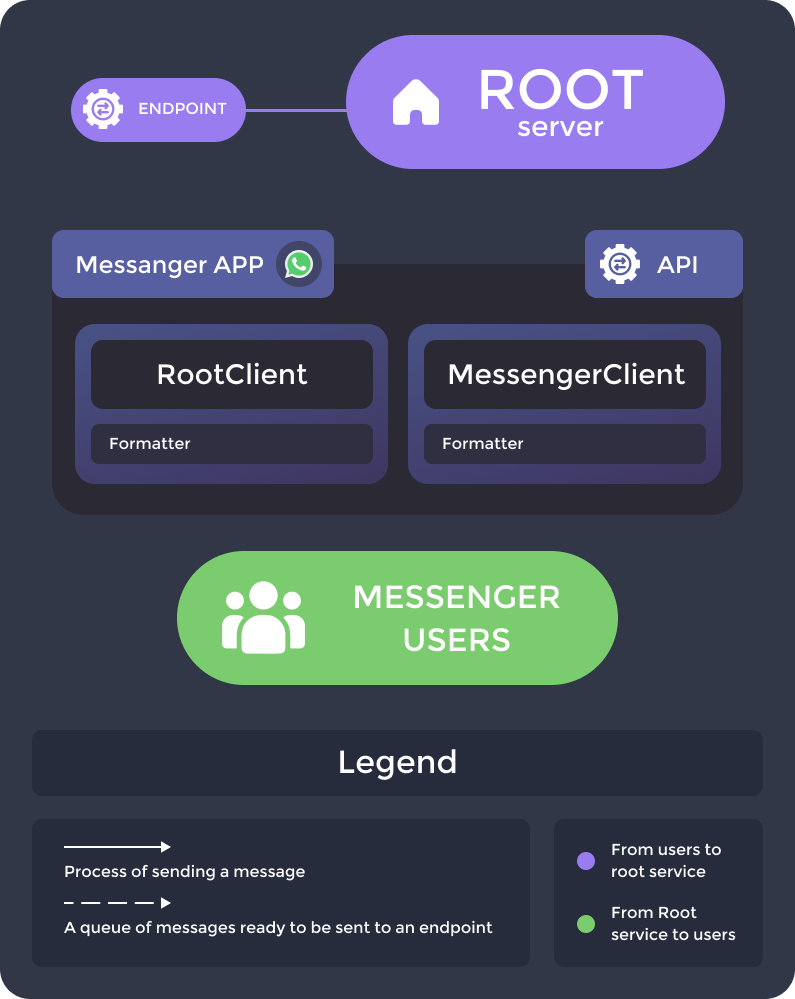 ENDPOINT
ROOT
server
Messanger APP
API
RootClient
MessengerClient
Formatter
Formatter
MESSENGER
USERS
Legend
Process of sending a message
A queue of messages ready to be sent to an endpoint
From users to
root service
From Root
service to users